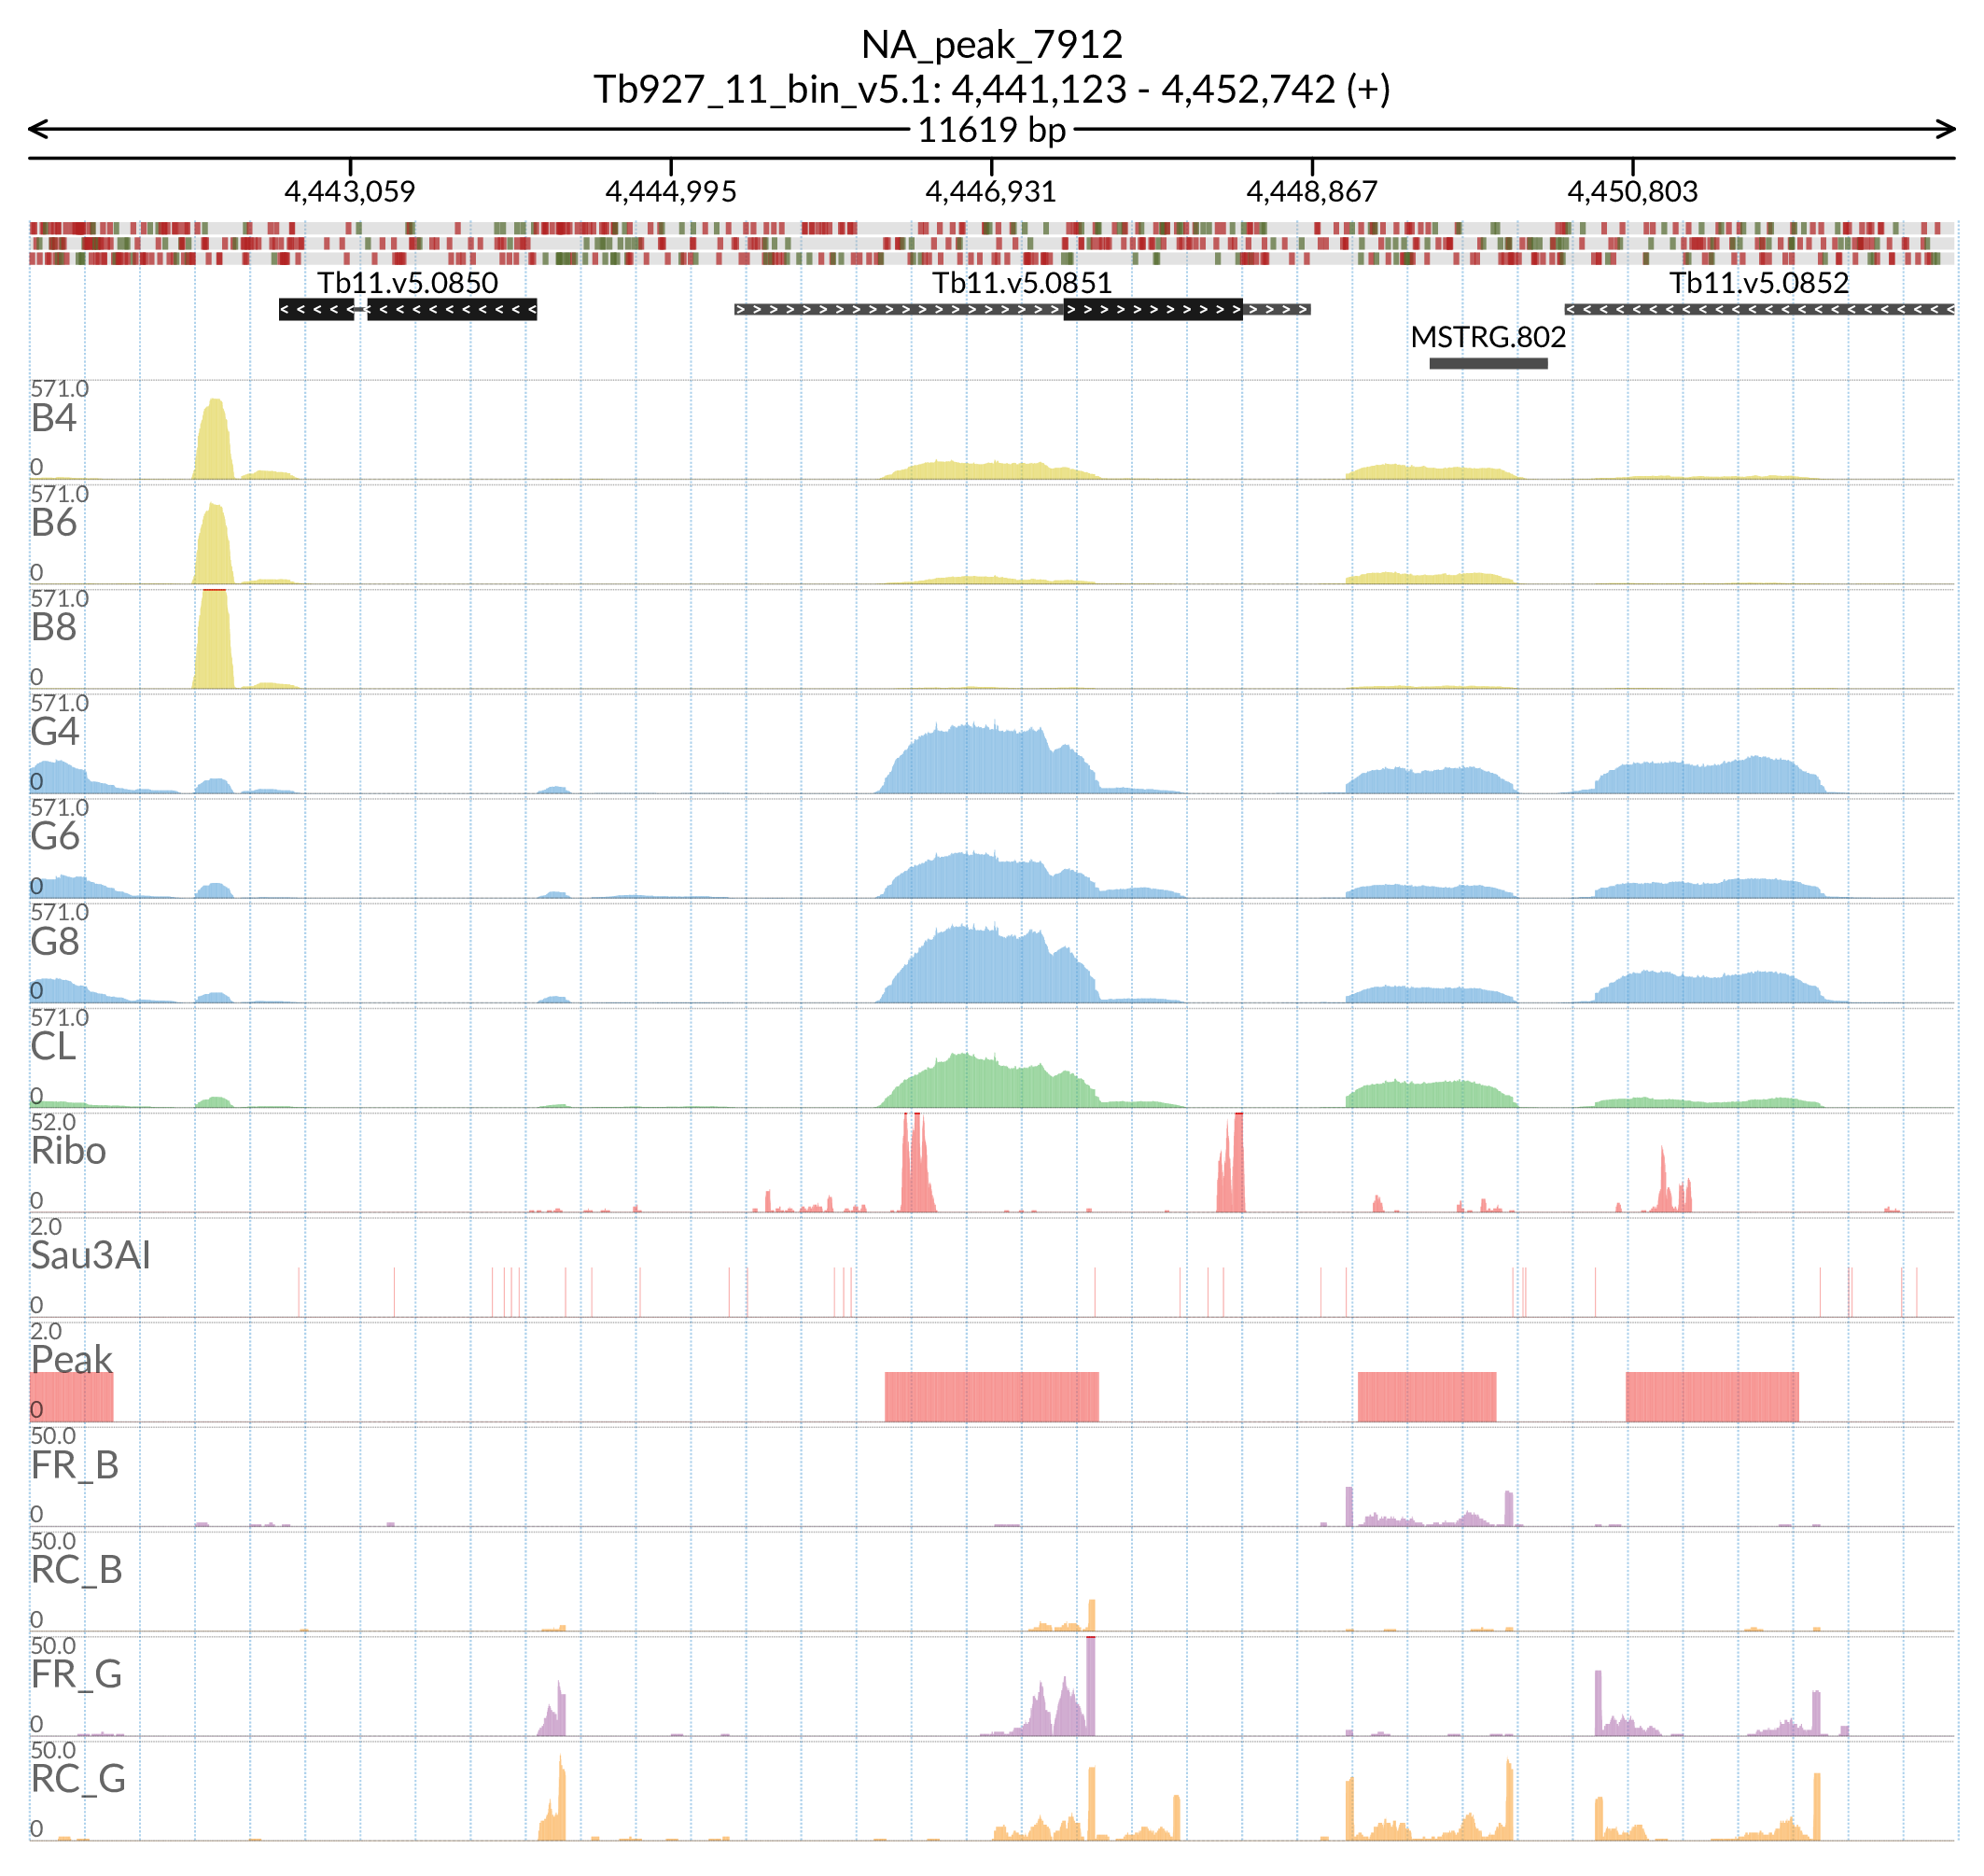 NA_peak_7912
Tb927_11_bin_v5.1: 4,441,123 - 4,452,742 (+)
11619 bp
4,443,059 4,444,995 4,446,931 4,448,867 4,450,803
Tb11.v5.0850 Tb11.v5.0851 Tb11.v5.0852
MSTRG.802
571.0
B4
0
571.0
B6
0
571.0
B8
0
571.0
G4
0
571.0
G6
0
571.0
G8
0
571.0
CL
0
52.0
Ribo
0
2.0
Sau3AI
0
2.0
Peak
0
50.0
FR_B
0
50.0
RC_B
0
50.0
FR_G
0
50.0
RC_G
0